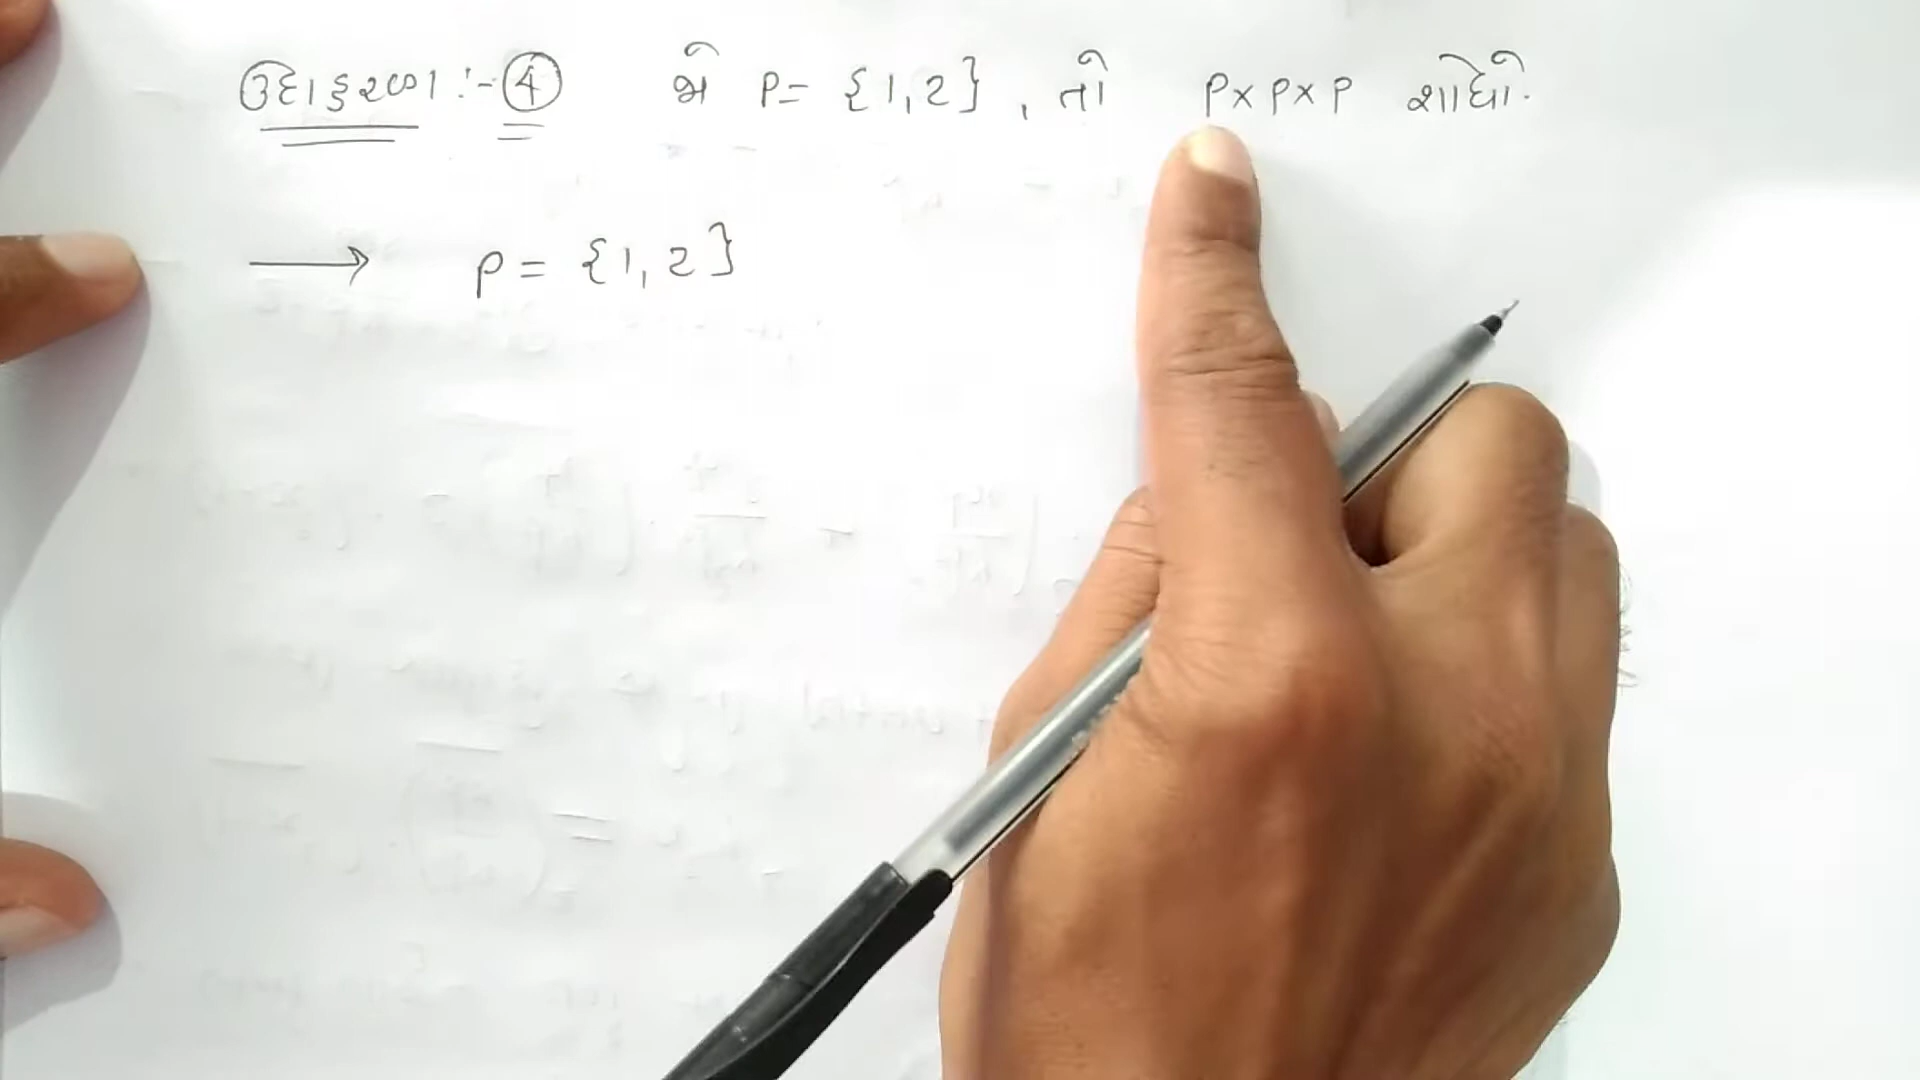 ઉદાહરણ :- 4 જો P = {1, 2} , તો P × P × P શોધો.
→ P = {1, 2}